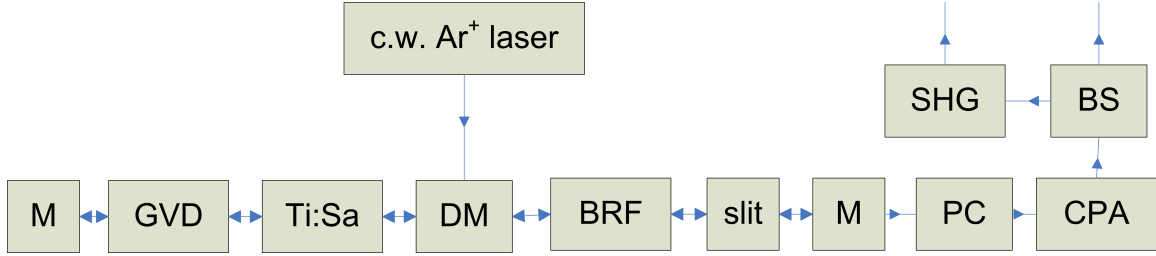 c.w. Ar⁺ laser
SHG
BS
M
GVD
Ti:Sa
DM
BRF
slit
M
PC
CPA